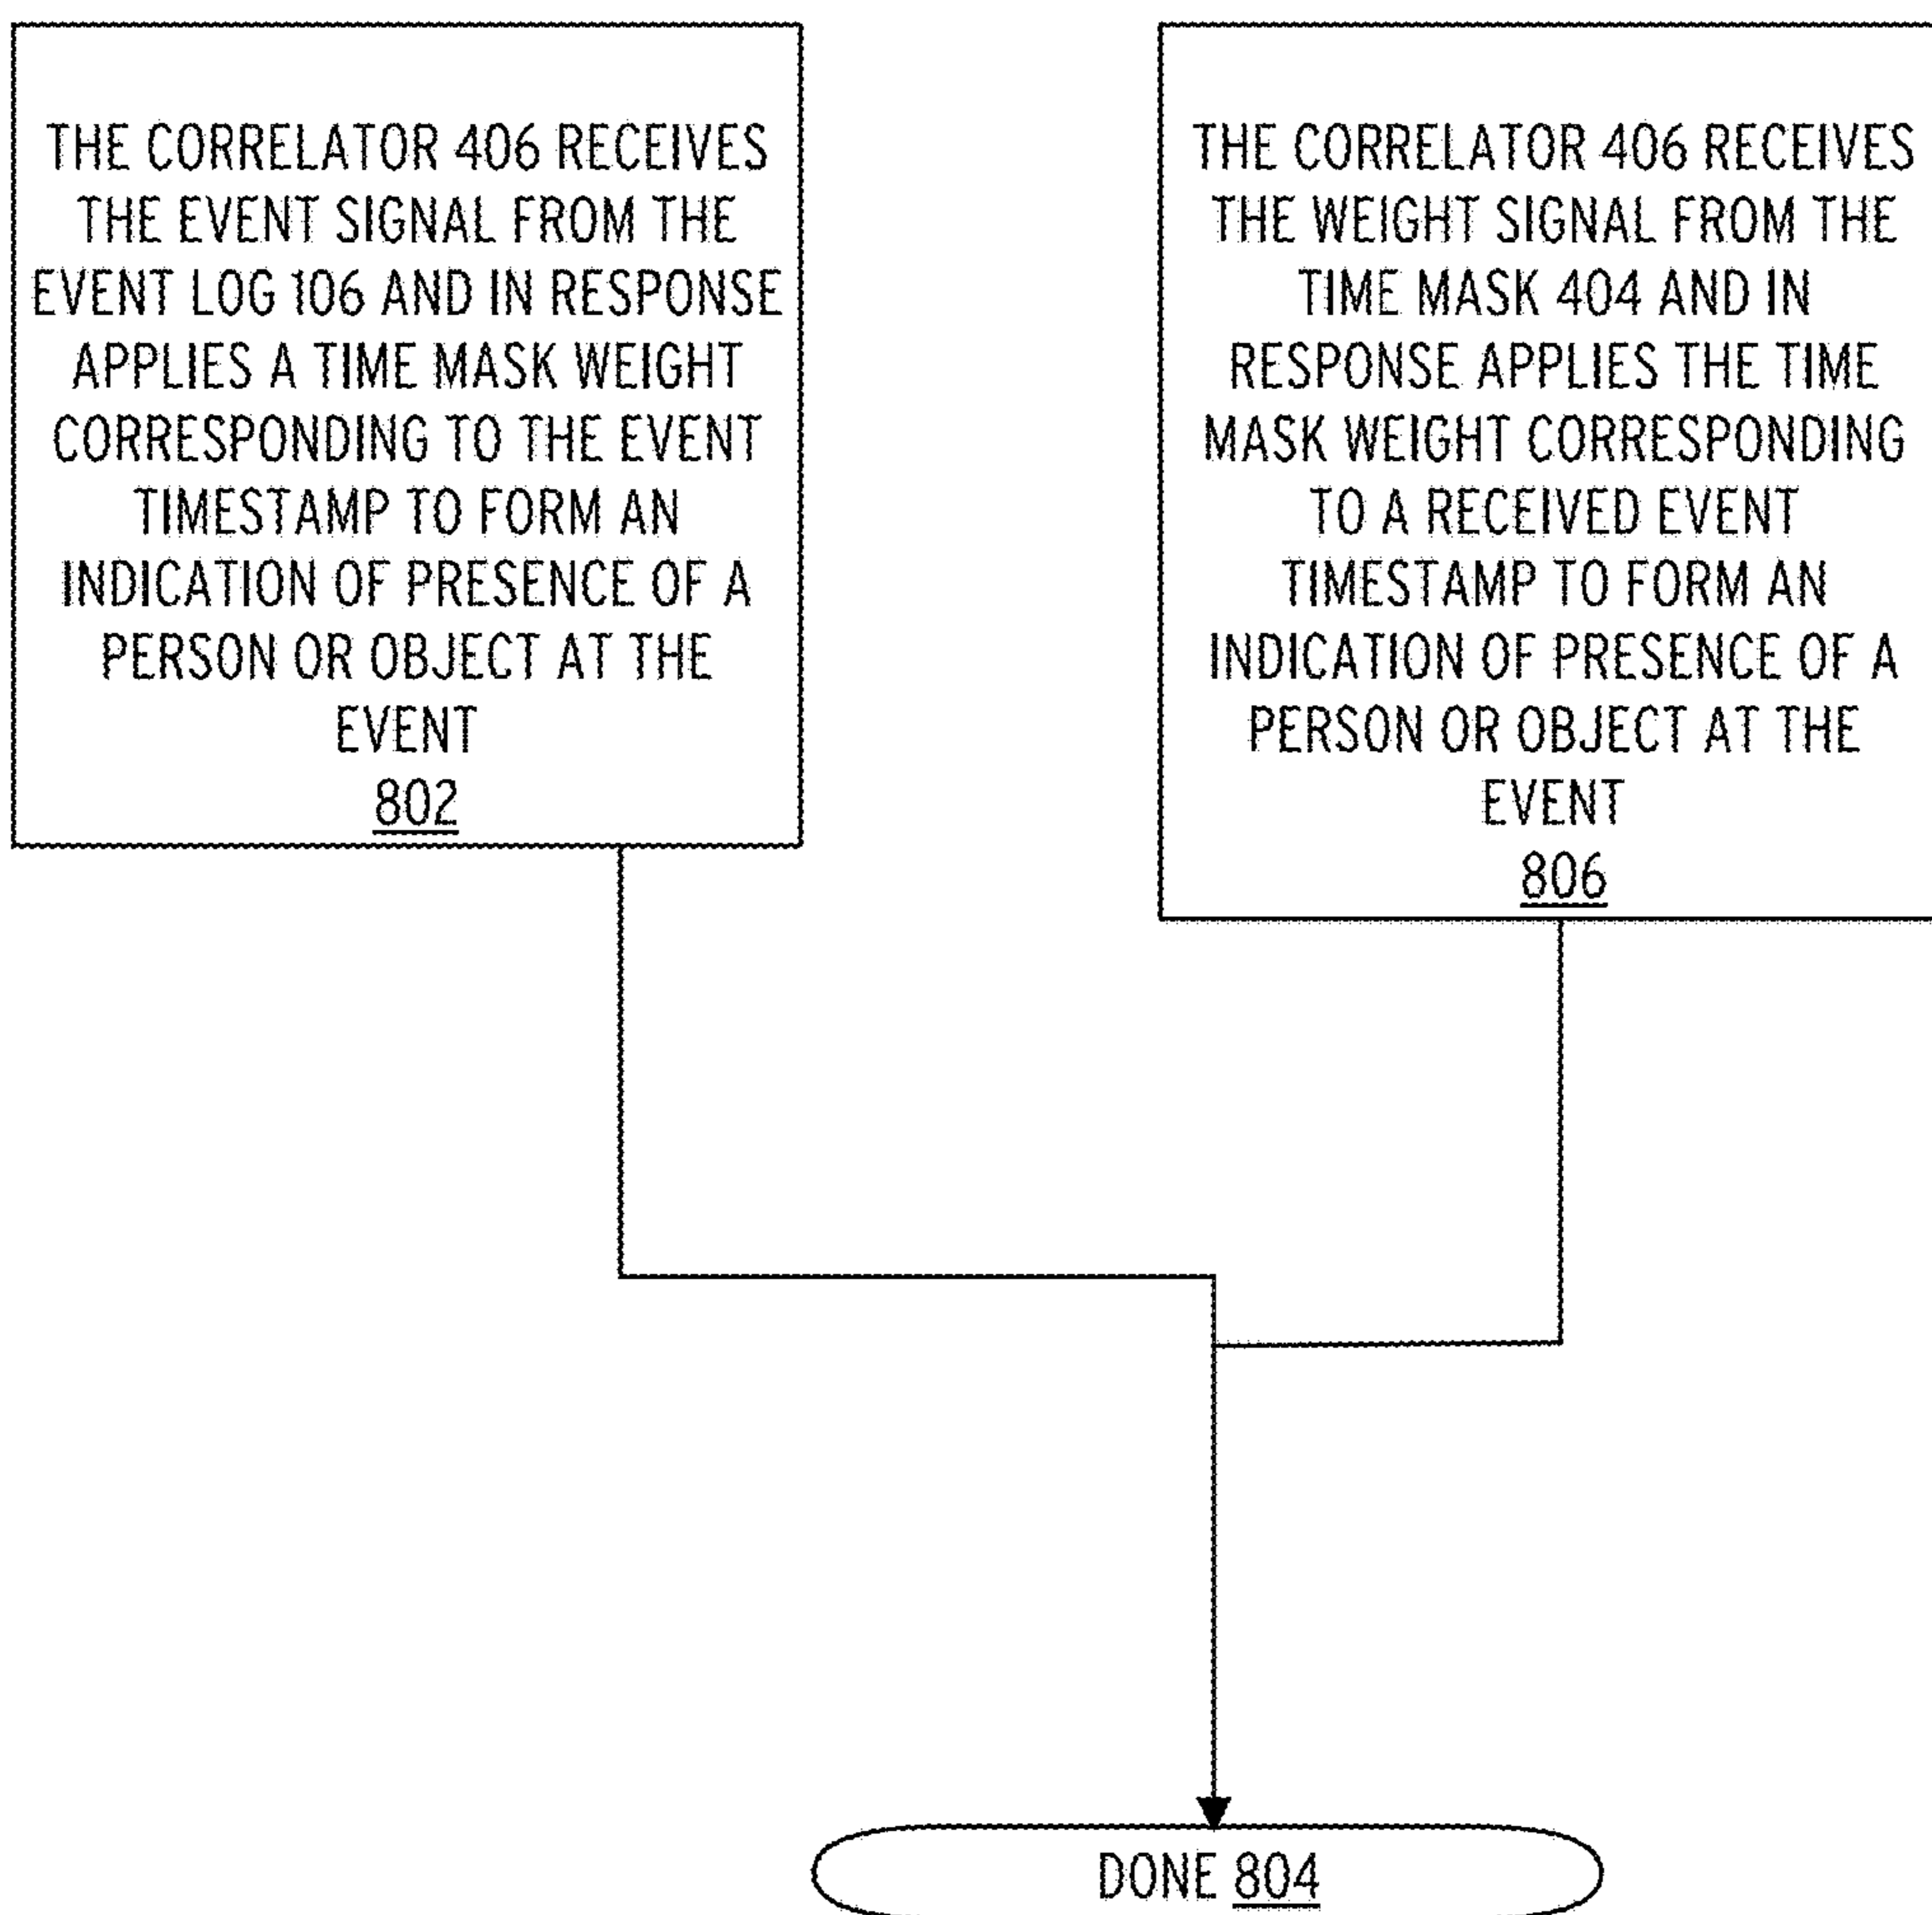 THE CORRELATOR 406 RECEIVES
THE EVENT SIGNAL FROM THE
EVENT LOG 106 AND IN RESPONSE
APPLIES A TIME MASK WEIGHT
CORRESPONDING TO THE EVENT
TIMESTAMP TO FORM AN
INDICATION OF PRESENCE OF A
PERSON OR OBJECT AT THE
EVENT
802
THE CORRELATOR 406 RECEIVES
THE WEIGHT SIGNAL FROM THE
TIME MASK 404 AND IN
RESPONSE APPLIES THE TIME
MASK WEIGHT CORRESPONDING
TO A RECEIVED EVENT
TIMESTAMP TO FORM AN
INDICATION OF PRESENCE OF A
PERSON OR OBJECT AT THE
EVENT
806
DONE 804